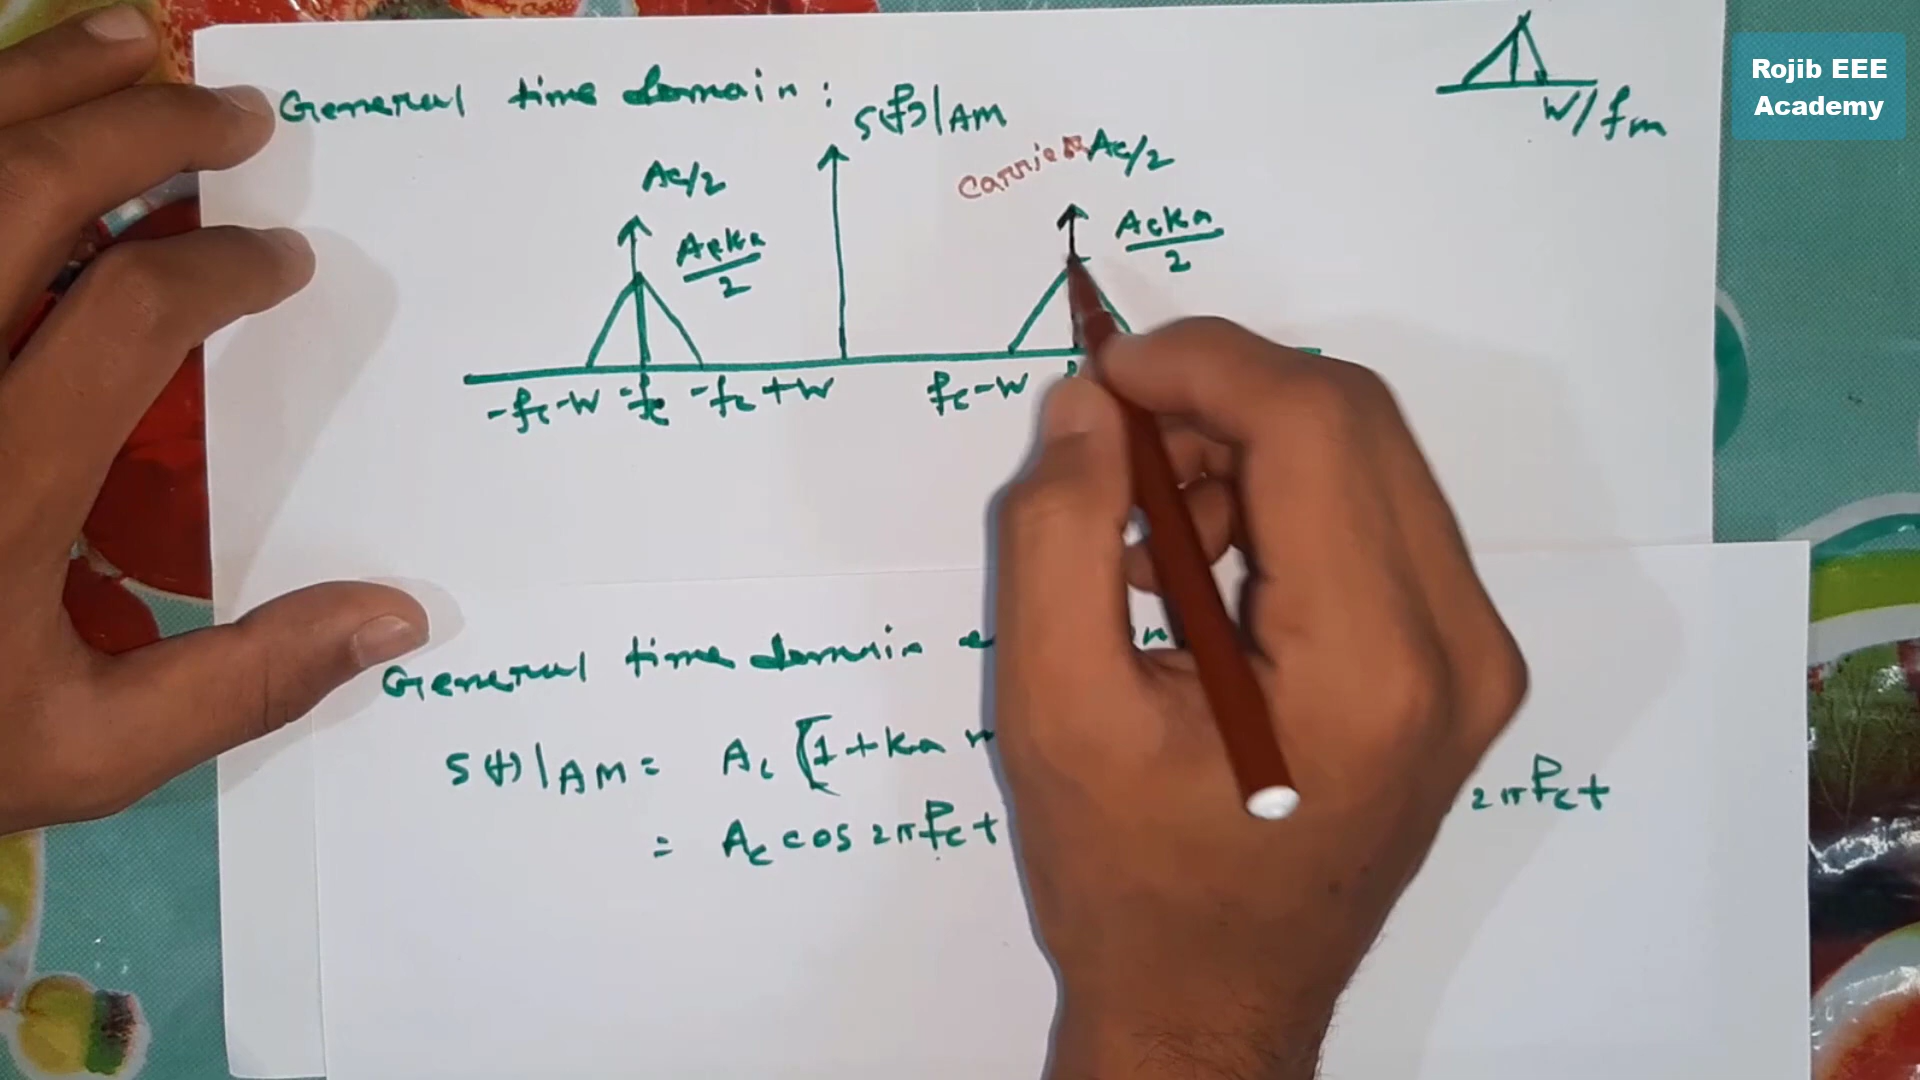 General time domain :
S(f)|AM
W/fm
Rojib EEE
Academy
Ac/2
carrier Ac/2
Acka/2
Acka/2
-fc-W -fc -fc+W fc-W
General time domain
S(t)|AM = Ac [1+ka 2πfct
= Ac cos 2πfct